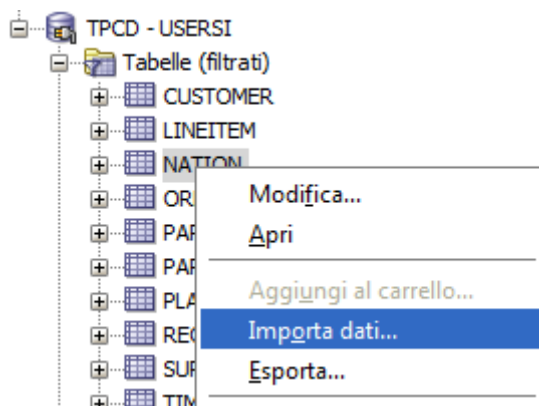 TPCD - USERSI
Tabelle (filtrati)
CUSTOMER
LINEITEM
NATION
Modifica...
Apri
Aggiungi al carrello...
Importa dati...
Esporta...